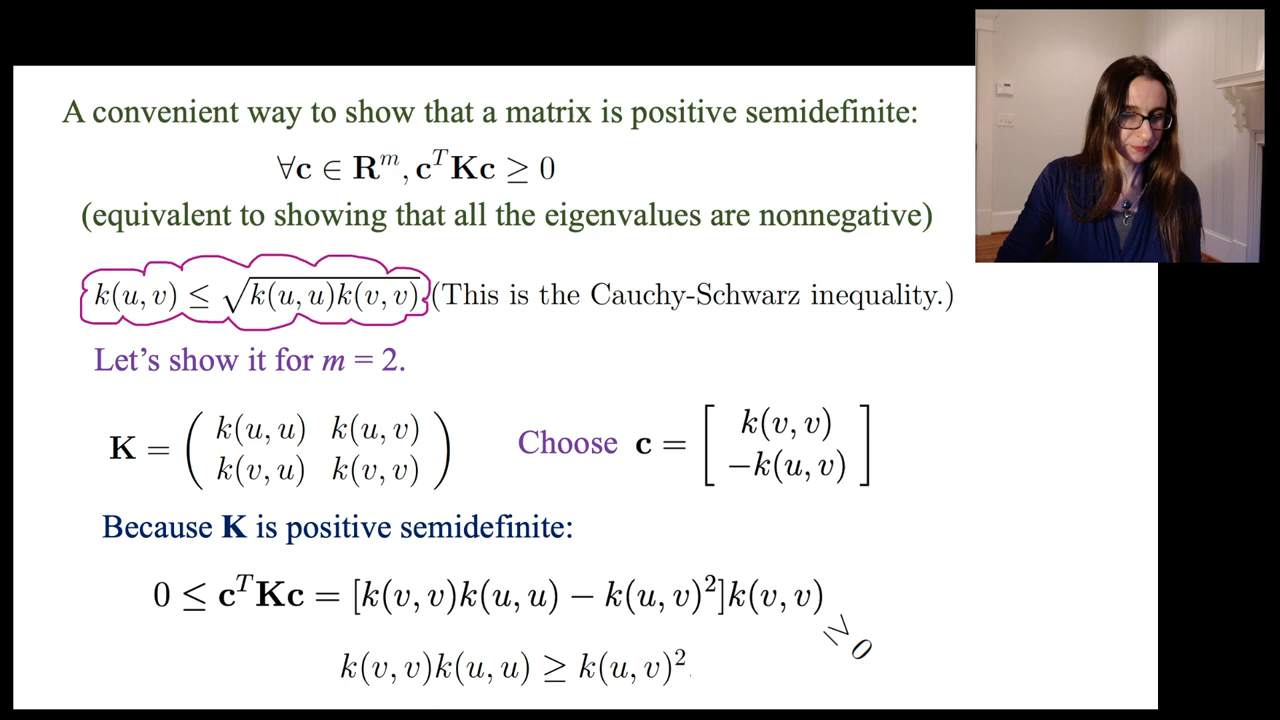 A convenient way to show that a matrix is positive semidefinite:
∀c ∈ R^m, c^T Kc ≥ 0
(equivalent to showing that all the eigenvalues are nonnegative)
k(u, v) ≤ √k(u, u)k(v, v) (This is the Cauchy-Schwarz inequality.)
Let's show it for m = 2.
K = ( k(u, u) k(u, v)
k(v, u) k(v, v) )
Choose c = [ k(v, v)
−k(u, v) ]
Because K is positive semidefinite:
0 ≤ c^T Kc = [k(v, v)k(u, u) − k(u, v)²]k(v, v)
≥ 0
k(v, v)k(u, u) ≥ k(u, v)²